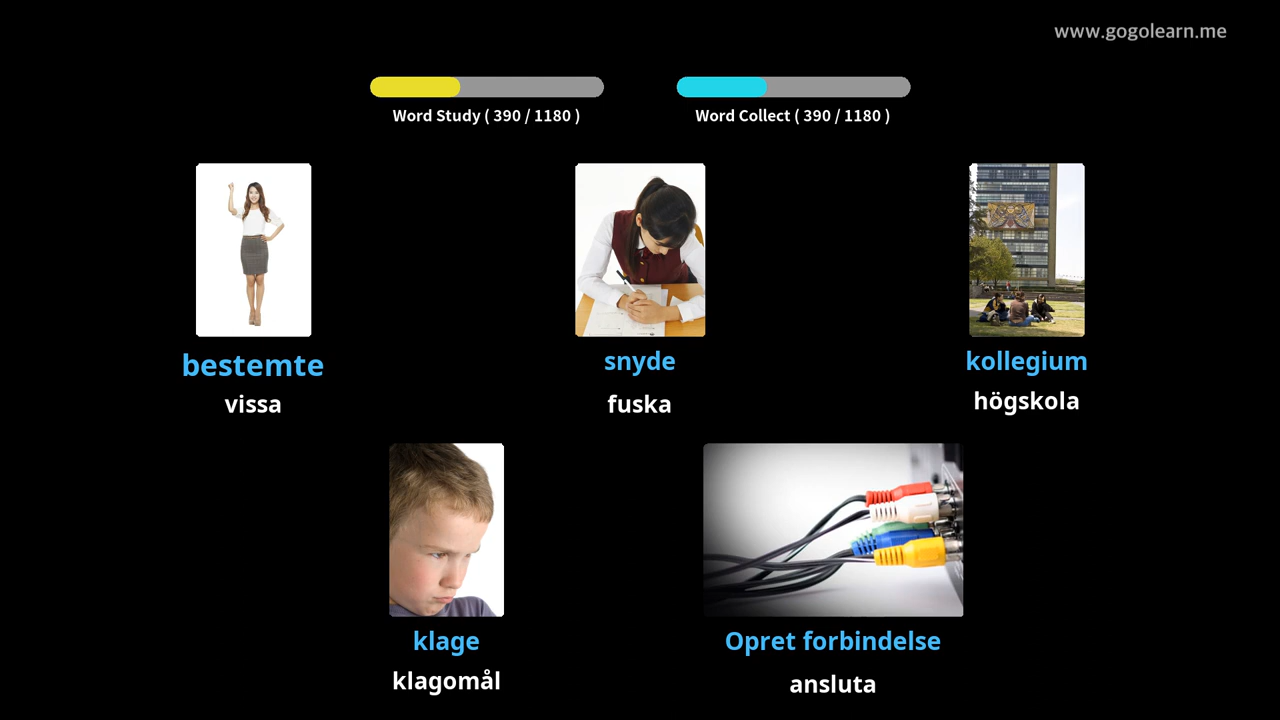 www.gogolearn.me
Word Study ( 390 / 1180 )
Word Collect ( 390 / 1180 )
bestemte
vissa
snyde
fuska
kollegium
högskola
klage
klagomål
Opret forbindelse
ansluta